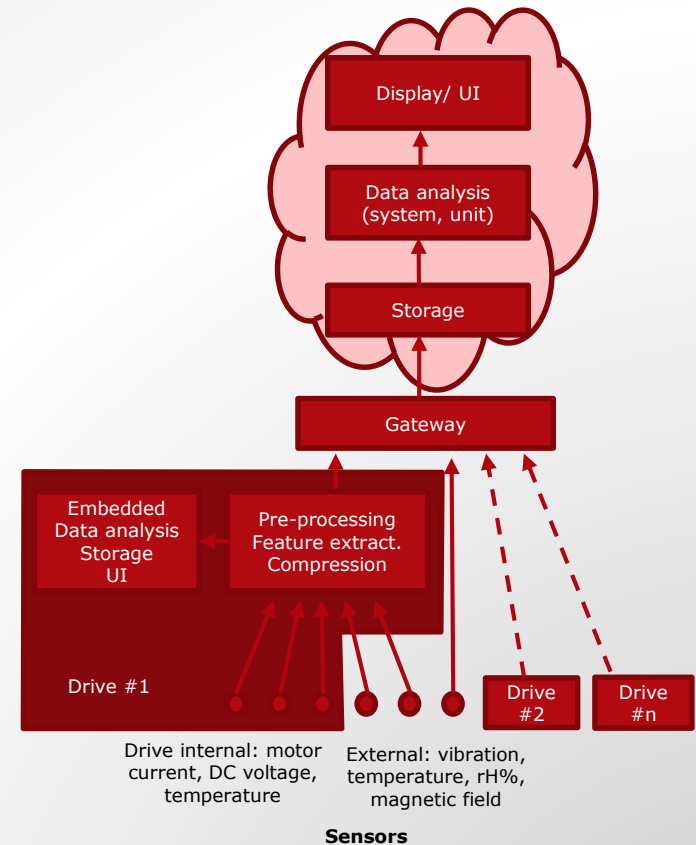 Display/ UI
Data analysis
(system, unit)
Storage
Gateway
Embedded
Data analysis
Storage
UI
Pre-processing
Feature extract.
Compression
Drive #1
Drive
#2
Drive
#n
Drive internal: motor
current, DC voltage,
temperature
External: vibration,
temperature, rH%,
magnetic field
Sensors